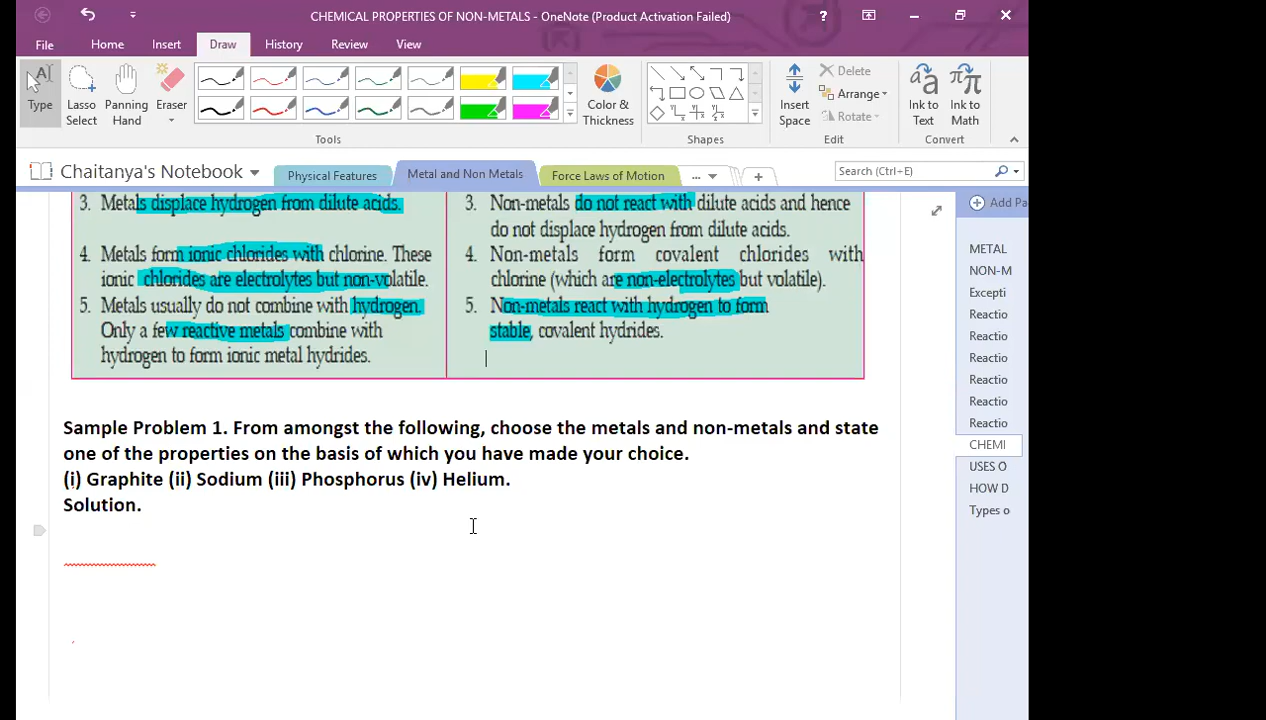 CHEMICAL PROPERTIES OF NON-METALS - OneNote (Product Activation Failed)
?
File Home Insert Draw History Review View
Type
Lasso Select
Panning Hand
Eraser
Color & Thickness
Insert Space
Delete
Arrange
Rotate
Ink to Text
Ink to Math
Tools
Shapes
Edit
Convert
Chaitanya's Notebook
Physical Features
Metal and Non Metals
Force Laws of Motion
...
Search (Ctrl+E)
Add Pa
3. Metals displace hydrogen from dilute acids.
4. Metals form ionic chlorides with chlorine. These
ionic chlorides are electrolytes but non-volatile.
5. Metals usually do not combine with hydrogen.
Only a few reactive metals combine with
hydrogen to form ionic metal hydrides.
3. Non-metals do not react with dilute acids and hence
do not displace hydrogen from dilute acids.
4. Non-metals form covalent chlorides with
chlorine (which are non-electrolytes but volatile).
5. Non-metals react with hydrogen to form
stable, covalent hydrides.
Sample Problem 1. From amongst the following, choose the metals and non-metals and state
one of the properties on the basis of which you have made your choice.
(i) Graphite (ii) Sodium (iii) Phosphorus (iv) Helium.
Solution.
METAL
NON-M
Excepti
Reactio
Reactio
Reactio
Reactio
Reactio
Reactio
CHEMI
USES O
HOW D
Types o